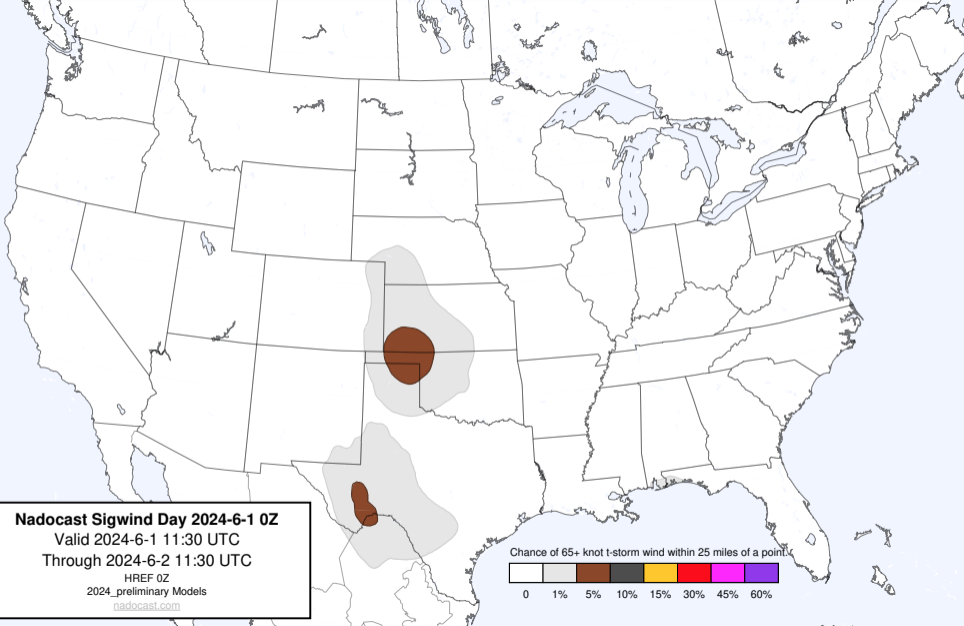 Nadocast Sigwind Day 2024-6-1 0Z
Valid 2024-6-1 11:30 UTC
Through 2024-6-2 11:30 UTC
HREF 0Z
2024_preliminary Models
nadocast.com
Chance of 65+ knot t-storm wind within 25 miles of a point.
0 1% 5% 10% 15% 30% 45% 60%